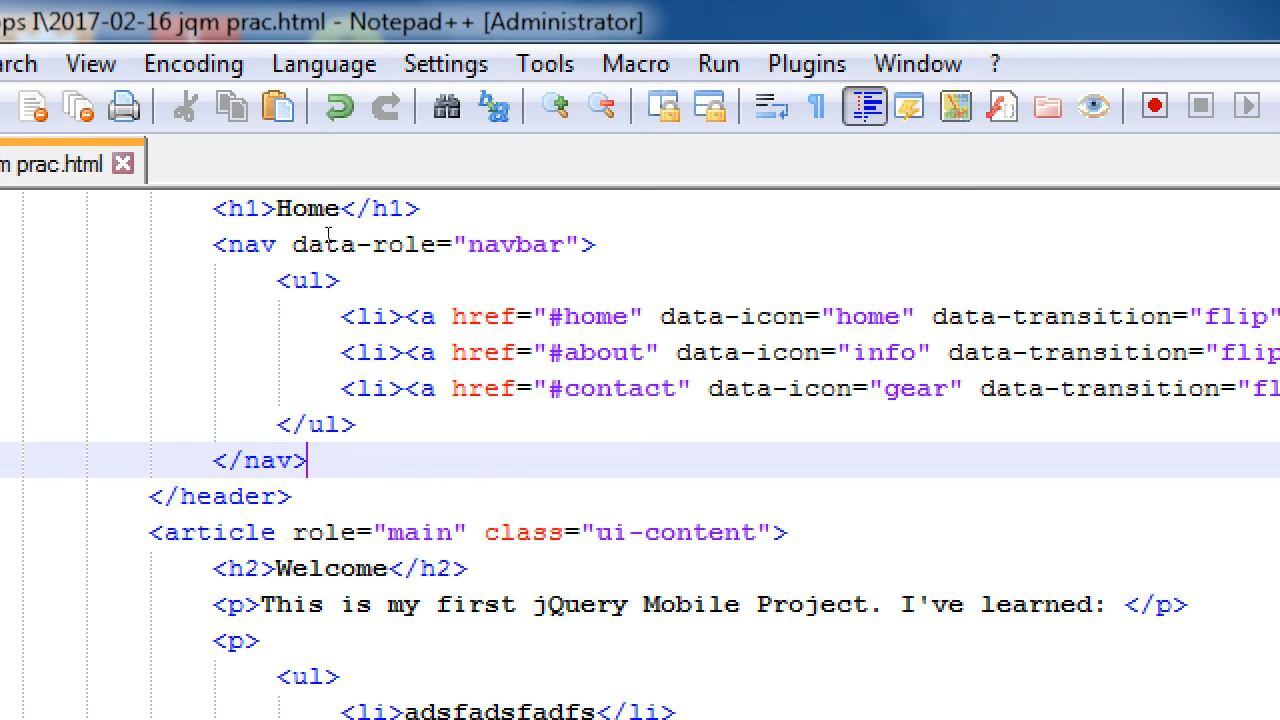 ops I\2017-02-16 jqm prac.html - Notepad++ [Administrator]
arch View Encoding Language Settings Tools Macro Run Plugins Window ?
m prac.html
<h1>Home</h1>
<nav data-role="navbar">
<ul>
<li><a href="#home" data-icon="home" data-transition="flip"
<li><a href="#about" data-icon="info" data-transition="flip
<li><a href="#contact" data-icon="gear" data-transition="fl
</ul>
</nav>
</header>
<article role="main" class="ui-content">
<h2>Welcome</h2>
<p>This is my first jQuery Mobile Project. I've learned: </p>
<p>
<ul>
<li>adsfadsfadfs</li>